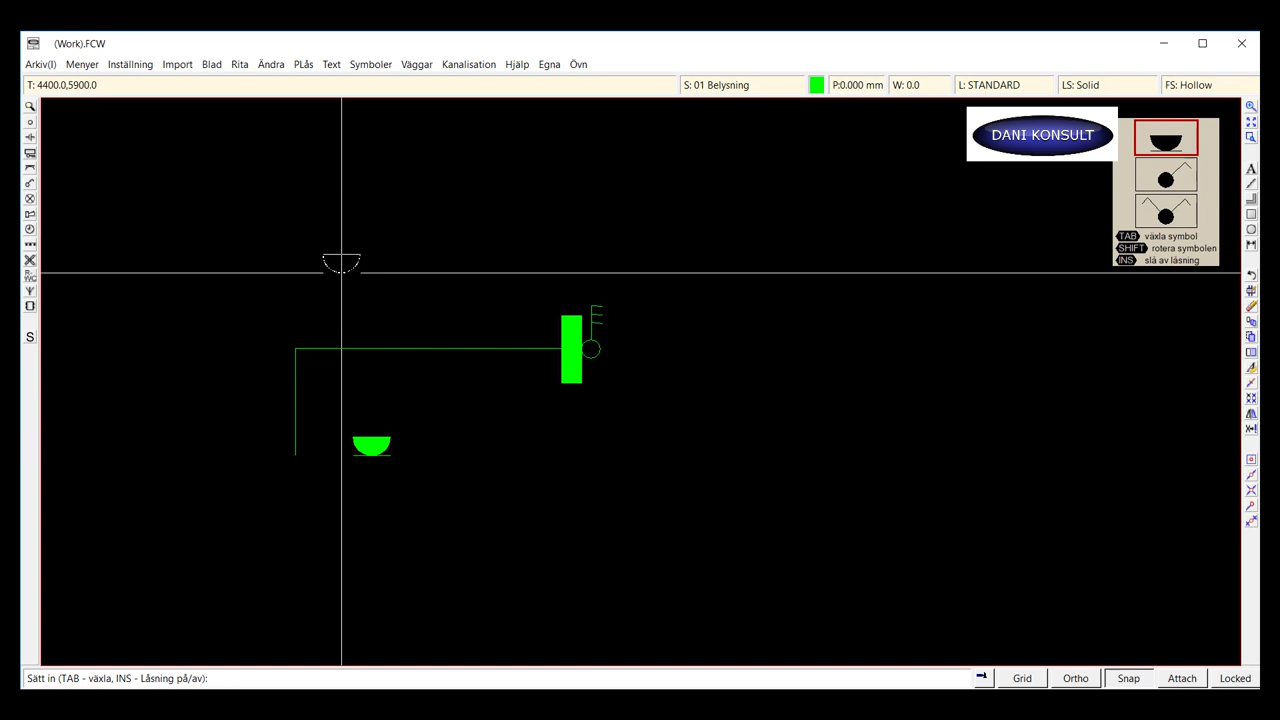 (Work).FCW
Arkiv(I) Menyer Inställning Import Blad Rita Ändra PLås Text Symboler Väggar Kanalisation Hjälp Egna Övn
T: 4400.0,5900.0 S: 01 Belysning P:0.000 mm W: 0.0 L: STANDARD LS: Solid FS: Hollow
DANI KONSULT
TAB växla symbol
SHIFT rotera symbolen
INS slå av låsning
A
S
Sätt in (TAB - växla, INS - Låsning på/av): Grid Ortho Snap Attach Locked